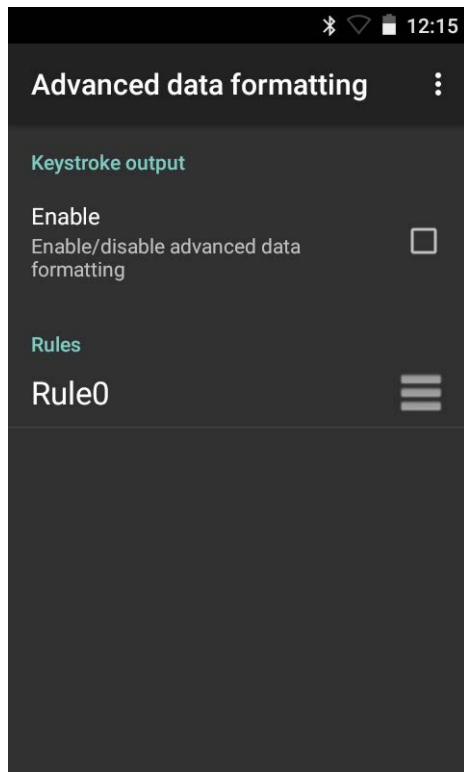 12:15
Advanced data formatting
Keystroke output
Enable
Enable/disable advanced data
formatting
Rules
Rule0